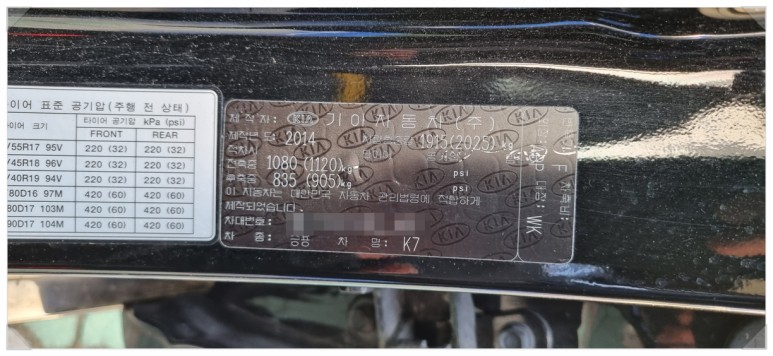 이어 표준 공기압(주행 전 상태)
이어 크기 타이어 공기압 kPa (psi)
FRONT REAR
/55R17 95V 220 (32) 220 (32)
/45R18 96V 220 (32) 220 (32)
/40R19 94V 220 (32) 220 (32)
80D16 97M 420 (60) 420 (60)
80D17 103M 420 (60) 420 (60)
90D17 104M 420 (60) 420 (60)
제작자: KIA 기아자동차(주)
제작년도: 2014 1915(2025)kg
전축중 1080 (1120)kg psi
후축중 835 (905)kg psi
이 자동차는 대한민국 자동차 관리법령에 적합하게
제작되었습니다.
차대번호:
차 종: 승용 차 명: K7
WK